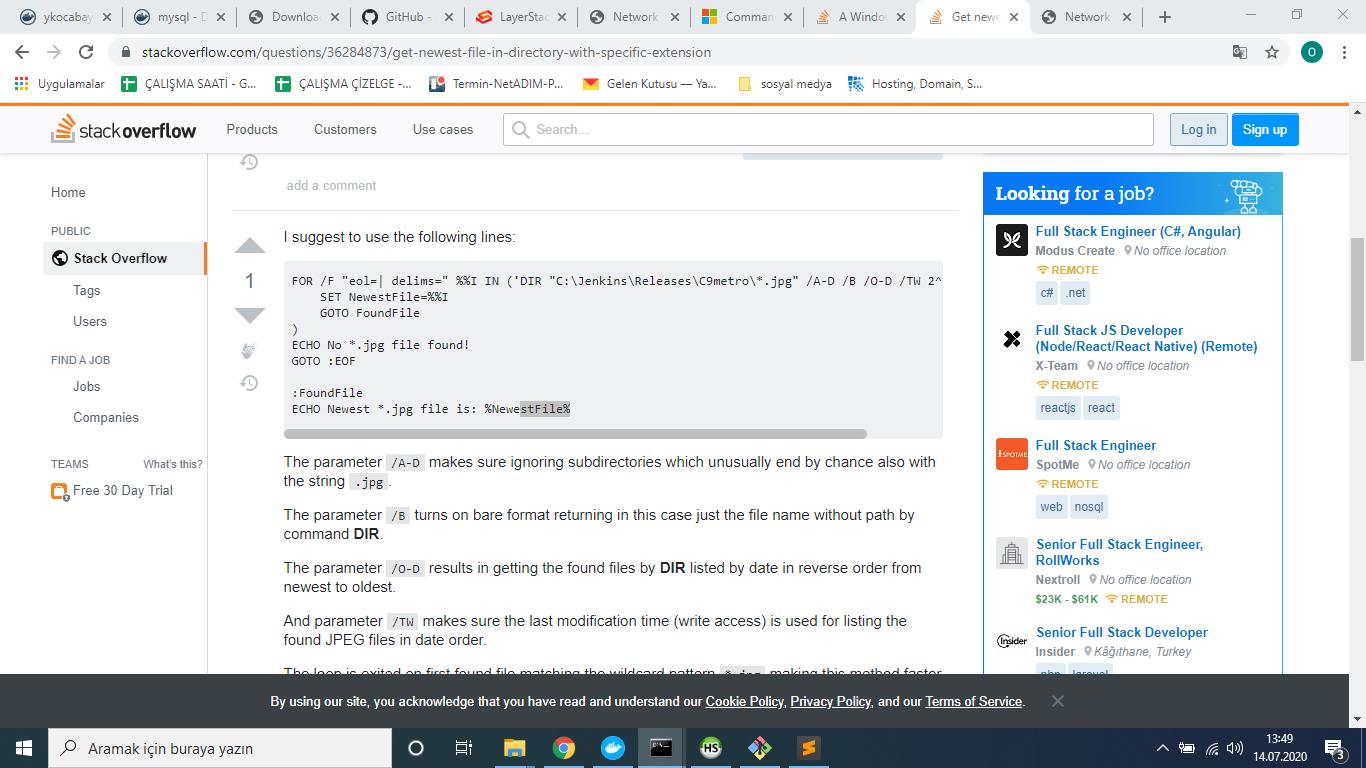 ykocabay
mysql - D
Downloa
GitHub -
LayerStac
Network
Comman
A Windo
Get newe
Network
stackoverflow.com/questions/36284873/get-newest-file-in-directory-with-specific-extension
O
Uygulamalar
ÇALIŞMA SAATİ - G...
ÇALIŞMA ÇİZELGE -...
Termin-NetADIM-P...
Gelen Kutusu — Ya...
sosyal medya
Hosting, Domain, S...
stackoverflow
Products
Customers
Use cases
Search...
Log in
Sign up
Home
PUBLIC
Stack Overflow
Tags
Users
FIND A JOB
Jobs
Companies
TEAMS
What's this?
Free 30 Day Trial
add a comment
1
I suggest to use the following lines:
FOR /F "eol=| delims=" %%I IN ('DIR "C:\Jenkins\Releases\C9metro\*.jpg" /A-D /B /O-D /TW 2^
SET NewestFile=%%I
GOTO FoundFile
)
ECHO No *.jpg file found!
GOTO :EOF
:FoundFile
ECHO Newest *.jpg file is: %NewestFile%
The parameter /A-D makes sure ignoring subdirectories which unusually end by chance also with
the string .jpg.
The parameter /B turns on bare format returning in this case just the file name without path by
command DIR.
The parameter /O-D results in getting the found files by DIR listed by date in reverse order from
newest to oldest.
And parameter /TW makes sure the last modification time (write access) is used for listing the
found JPEG files in date order.
The loop is exited on first found file matching the wildcard pattern *.jpg making this method faster
Looking for a job?
Full Stack Engineer (C#, Angular)
Modus Create No office location
REMOTE
c# .net
Full Stack JS Developer
(Node/React/React Native) (Remote)
X-Team No office location
REMOTE
reactjs react
SPOTME
Full Stack Engineer
SpotMe No office location
REMOTE
web nosql
Senior Full Stack Engineer,
RollWorks
Nextroll No office location
$23K - $61K REMOTE
Insider
Senior Full Stack Developer
Insider Kâğıthane, Turkey
php laravel
By using our site, you acknowledge that you have read and understand our Cookie Policy, Privacy Policy, and our Terms of Service.
Aramak için buraya yazın
HS
13:49
14.07.2020
3